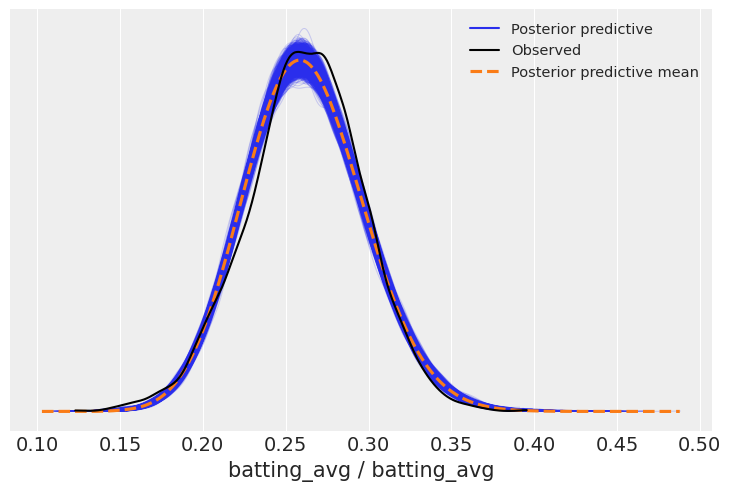 Posterior predictive
Observed
Posterior predictive mean
0.10 0.15 0.20 0.25 0.30 0.35 0.40 0.45 0.50
batting_avg / batting_avg